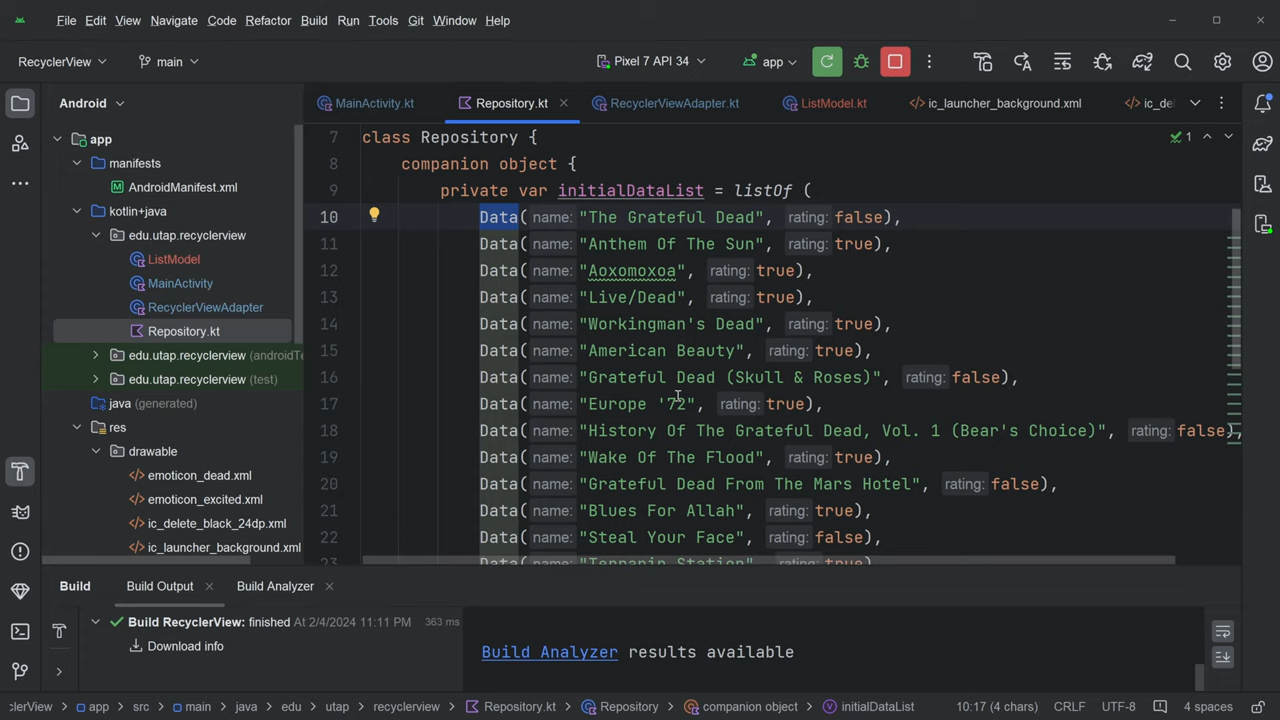 File Edit View Navigate Code Refactor Build Run Tools Git Window Help
RecyclerView main Pixel 7 API 34 app
Android MainActivity.kt Repository.kt RecyclerViewAdapter.kt ListModel.kt ic_launcher_background.xml ic_de
app
manifests
AndroidManifest.xml
kotlin+java
edu.utap.recyclerview
ListModel
MainActivity
RecyclerViewAdapter
Repository.kt
edu.utap.recyclerview (androidTe
edu.utap.recyclerview (test)
java (generated)
res
drawable
emoticon_dead.xml
emoticon_excited.xml
ic_delete_black_24dp.xml
ic_launcher_background.xml
7 class Repository { 1
8 companion object {
9 private var initialDataList = listOf (
10 Data( name: "The Grateful Dead", rating: false),
11 Data( name: "Anthem Of The Sun", rating: true),
12 Data( name: "Aoxomoxoa", rating: true),
13 Data( name: "Live/Dead", rating: true),
14 Data( name: "Workingman's Dead", rating: true),
15 Data( name: "American Beauty", rating: true),
16 Data( name: "Grateful Dead (Skull & Roses)", rating: false),
17 Data( name: "Europe '72", rating: true),
18 Data( name: "History Of The Grateful Dead, Vol. 1 (Bear's Choice)", rating: false),
19 Data( name: "Wake Of The Flood", rating: true),
20 Data( name: "Grateful Dead From The Mars Hotel", rating: false),
21 Data( name: "Blues For Allah", rating: true),
22 Data( name: "Steal Your Face", rating: false),
23 Data( name: "Terrapin Station", rating: true)
Build Build Output Build Analyzer
Build RecyclerView: finished At 2/4/2024 11:11 PM 363 ms
Download info
Build Analyzer results available
clerView app src main java edu utap recyclerview Repository.kt Repository companion object initialDataList 10:17 (4 chars) CRLF UTF-8 4 spaces